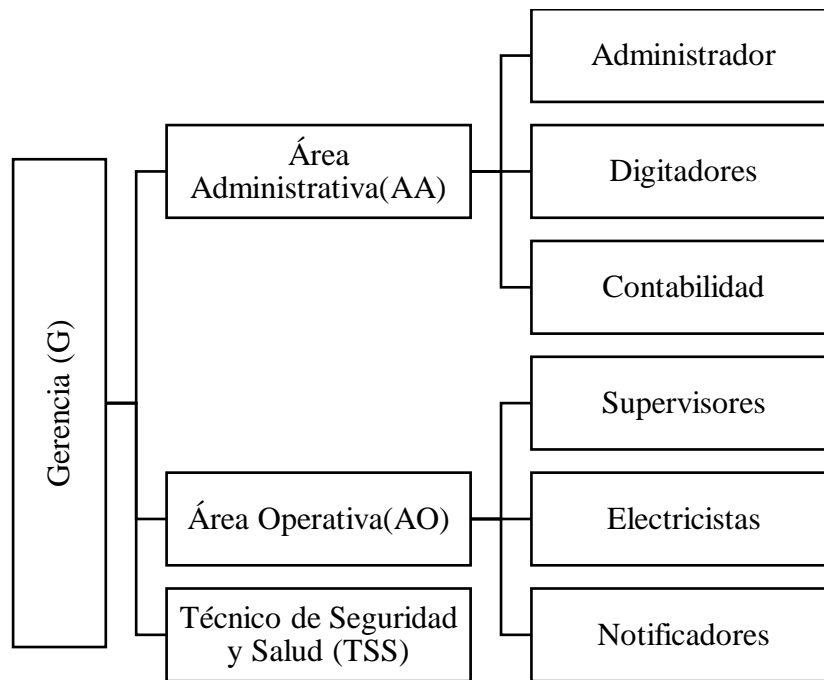 Gerencia (G)
Área
Administrativa(AA)
Administrador
Digitadores
Contabilidad
Área Operativa(AO)
Supervisores
Electricistas
Notificadores
Técnico de Seguridad
y Salud (TSS)